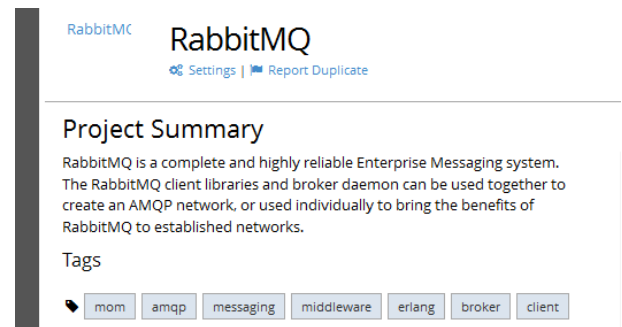 RabbitMC
RabbitMQ
Settings | Report Duplicate
Project Summary
RabbitMQ is a complete and highly reliable Enterprise Messaging system.
The RabbitMQ client libraries and broker daemon can be used together to
create an AMQP network, or used individually to bring the benefits of
RabbitMQ to established networks.
Tags
mom amqp messaging middleware erlang broker client